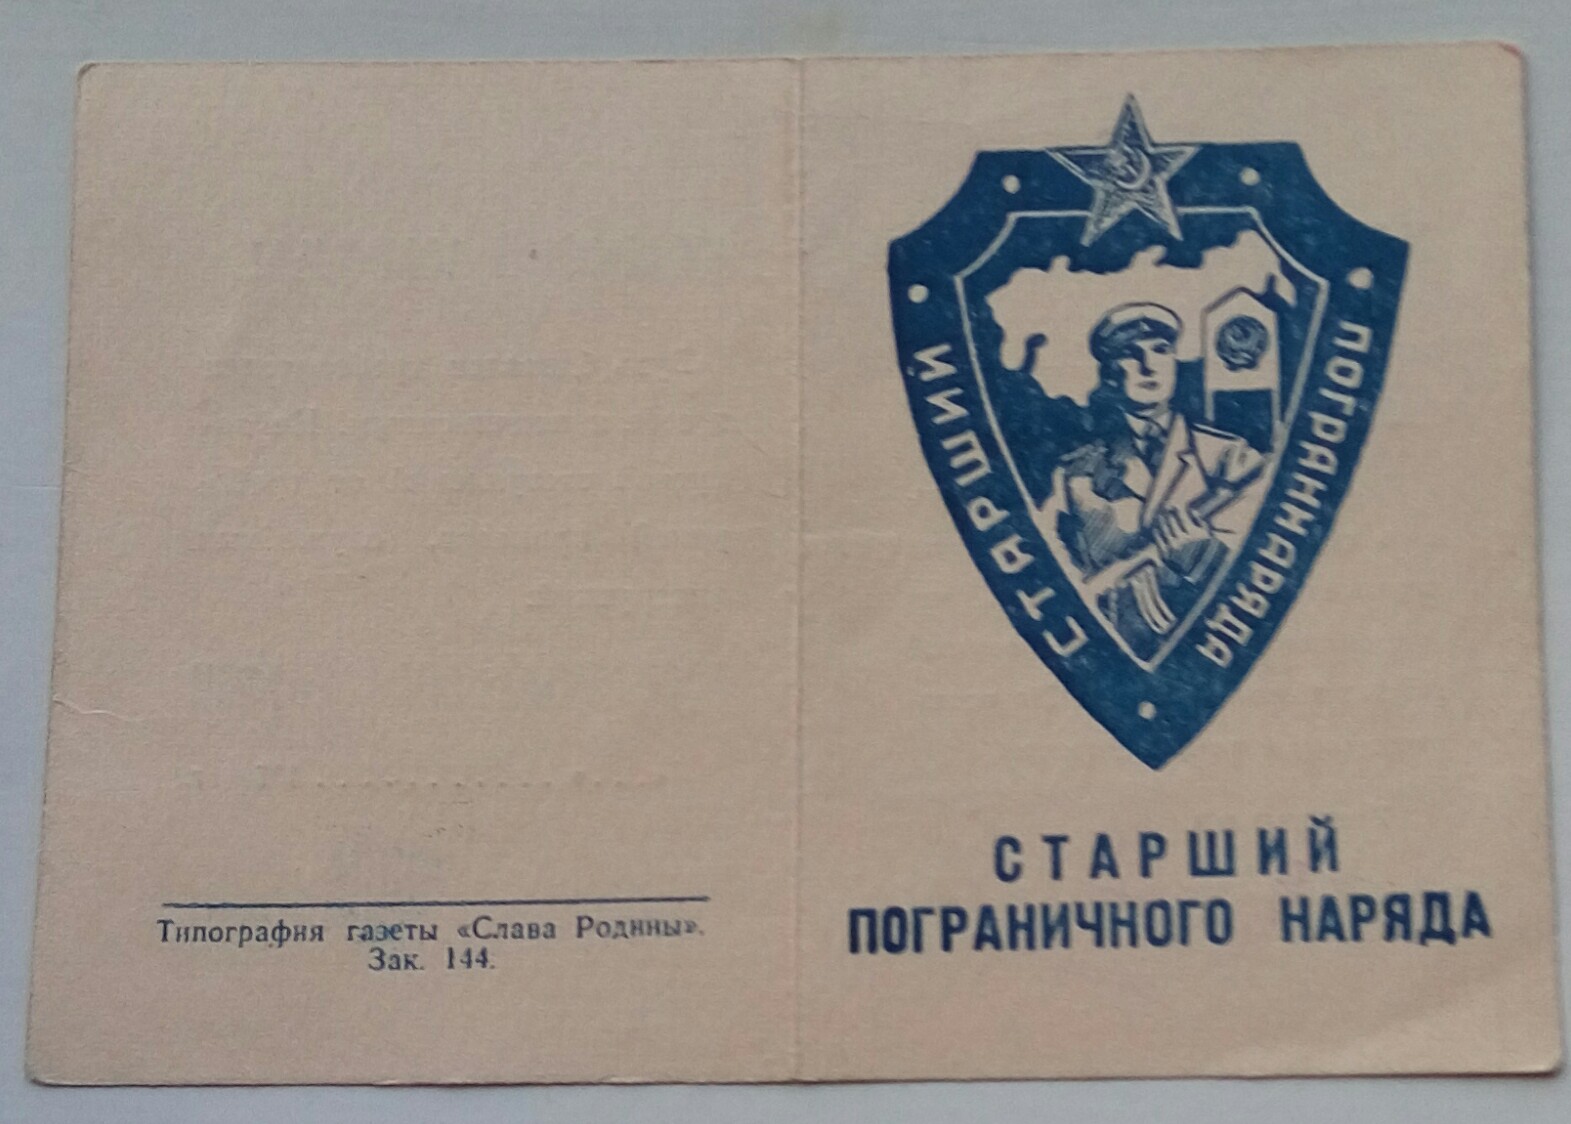 Типография газеты «Слава Родины».
Зак. 144.
СТАРШИЙ
ПОГРАННАРЯДА
СТАРШИЙ
ПОГРАНИЧНОГО НАРЯДА